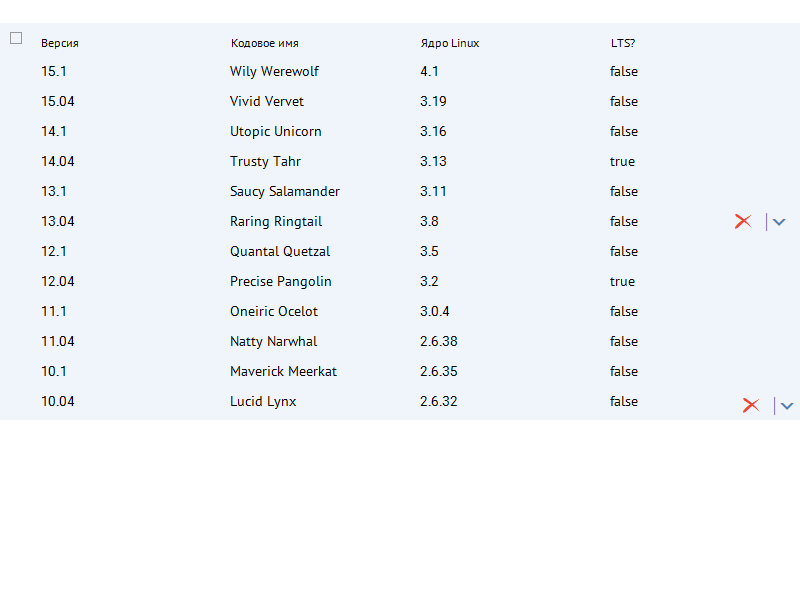 Версия Кодовое имя Ядро Linux LTS?
15.1 Wily Werewolf 4.1 false
15.04 Vivid Vervet 3.19 false
14.1 Utopic Unicorn 3.16 false
14.04 Trusty Tahr 3.13 true
13.1 Saucy Salamander 3.11 false
13.04 Raring Ringtail 3.8 false
12.1 Quantal Quetzal 3.5 false
12.04 Precise Pangolin 3.2 true
11.1 Oneiric Ocelot 3.0.4 false
11.04 Natty Narwhal 2.6.38 false
10.1 Maverick Meerkat 2.6.35 false
10.04 Lucid Lynx 2.6.32 false